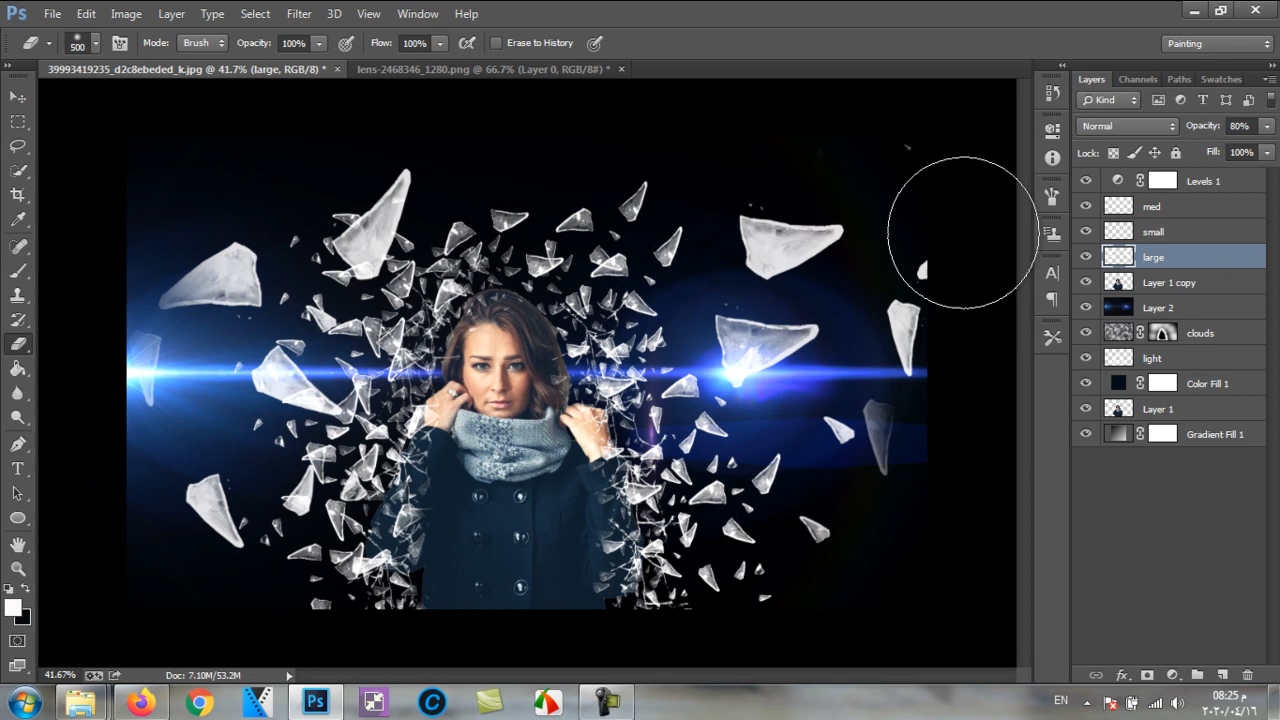 Ps File Edit Image Layer Type Select Filter 3D View Window Help
500 Mode: Brush Opacity: 100% Flow: 100% Erase to History Painting
39993419235_d2c8ebeded_k.jpg @ 41.7% (large, RGB/8) * × lens-2468346_1280.png @ 66.7% (Layer 0, RGB/8#) * ×
Layers Channels Paths Swatches
Kind
Normal Opacity: 80%
Lock: Fill: 100%
Levels 1
med
small
large
Layer 1 copy
Layer 2
clouds
light
Color Fill 1
Layer 1
Gradient Fill 1
41.67% Doc: 7.10M/53.2M
Ps EN 08:25 م
٢٠٢٠/٠٤/١٦